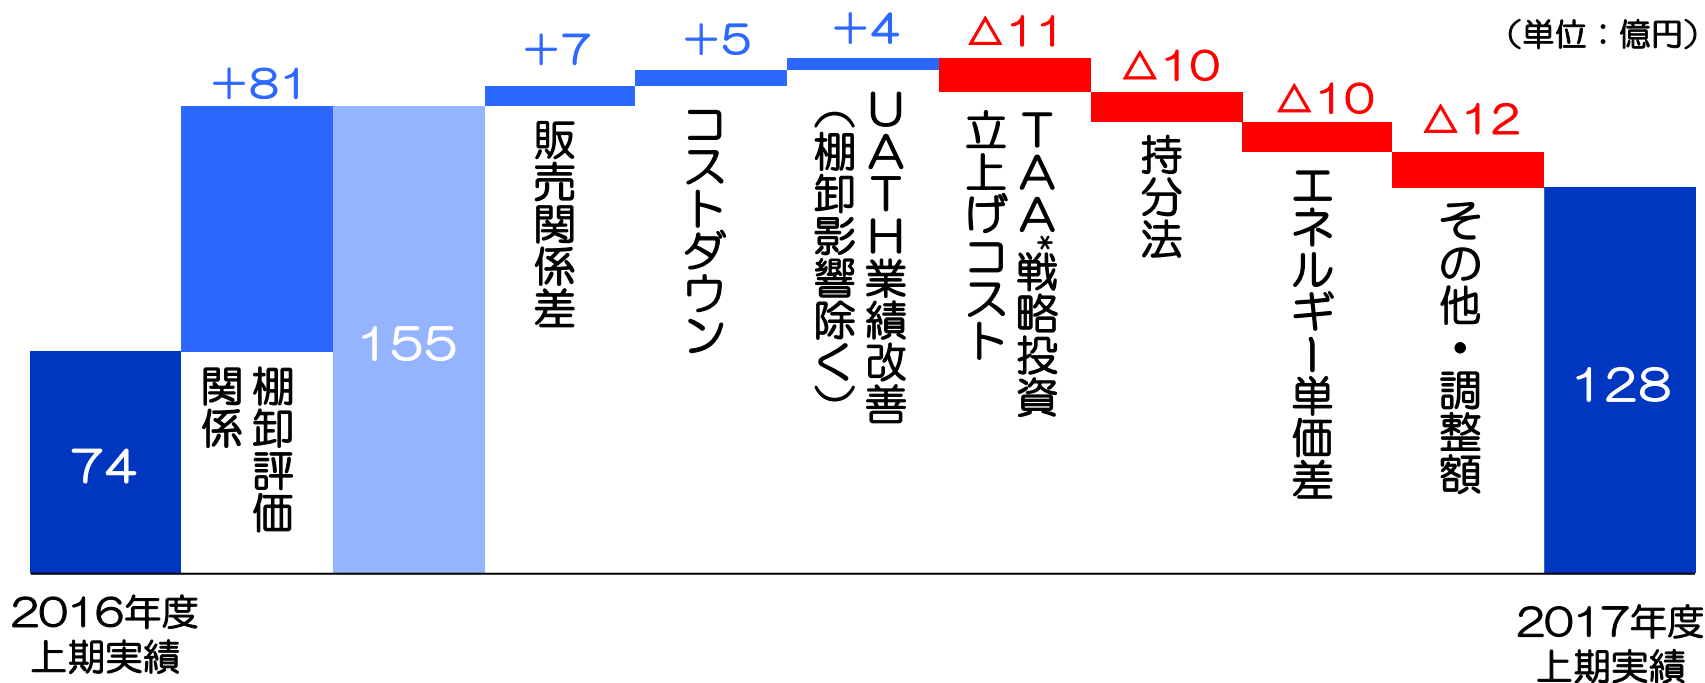 （単位：億円）
74
2016年度
上期実績
＋81
棚卸評価
関係
155
＋7
販売関係差
＋5
コストダウン
＋4
UATH業績改善
（棚卸影響除く）
△11
TAA*戦略投資
立上げコスト
△10
持分法
△10
エネルギー単価差
△12
その他・調整額
128
2017年度
上期実績